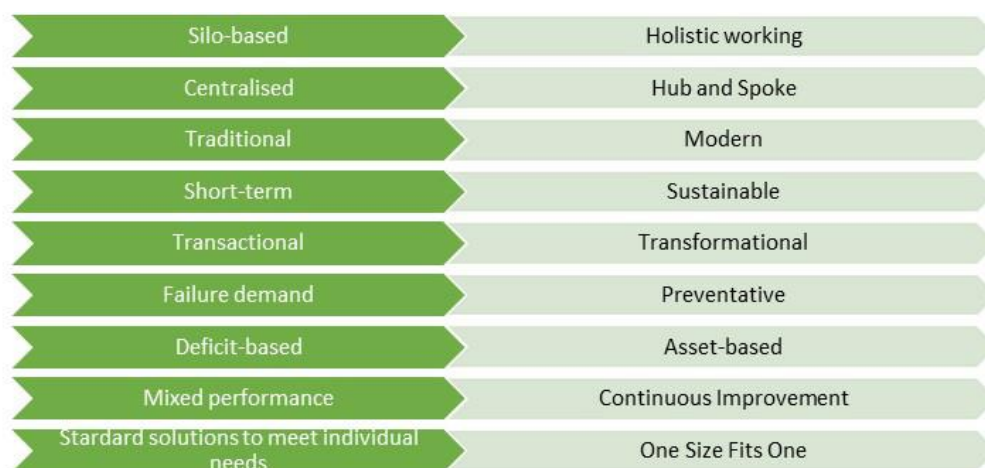 Silo-based
Holistic working
Centralised
Hub and Spoke
Traditional
Modern
Short-term
Sustainable
Transactional
Transformational
Failure demand
Preventative
Deficit-based
Asset-based
Mixed performance
Continuous Improvement
Stardard solutions to meet individual
needs
One Size Fits One